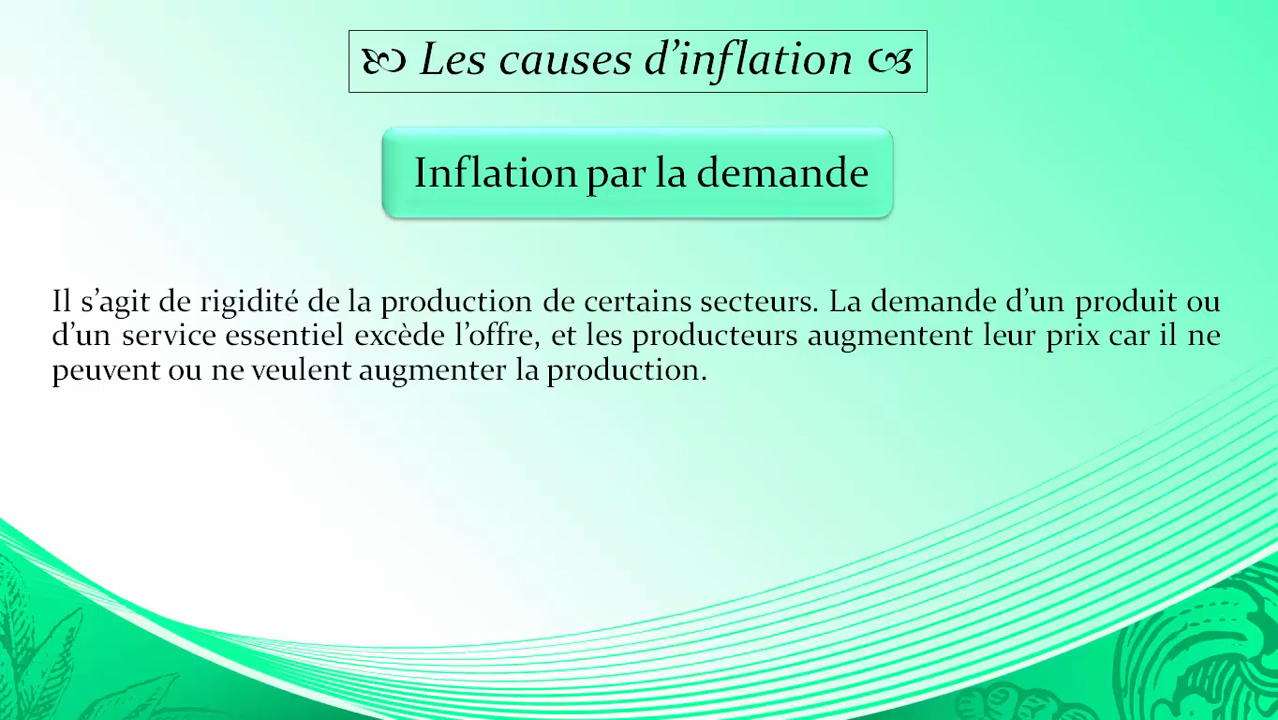 Les causes d’inflation
Inflation par la demande
Il s’agit de rigidité de la production de certains secteurs. La demande d’un produit ou
d’un service essentiel excède l’offre, et les producteurs augmentent leur prix car il ne
peuvent ou ne veulent augmenter la production.